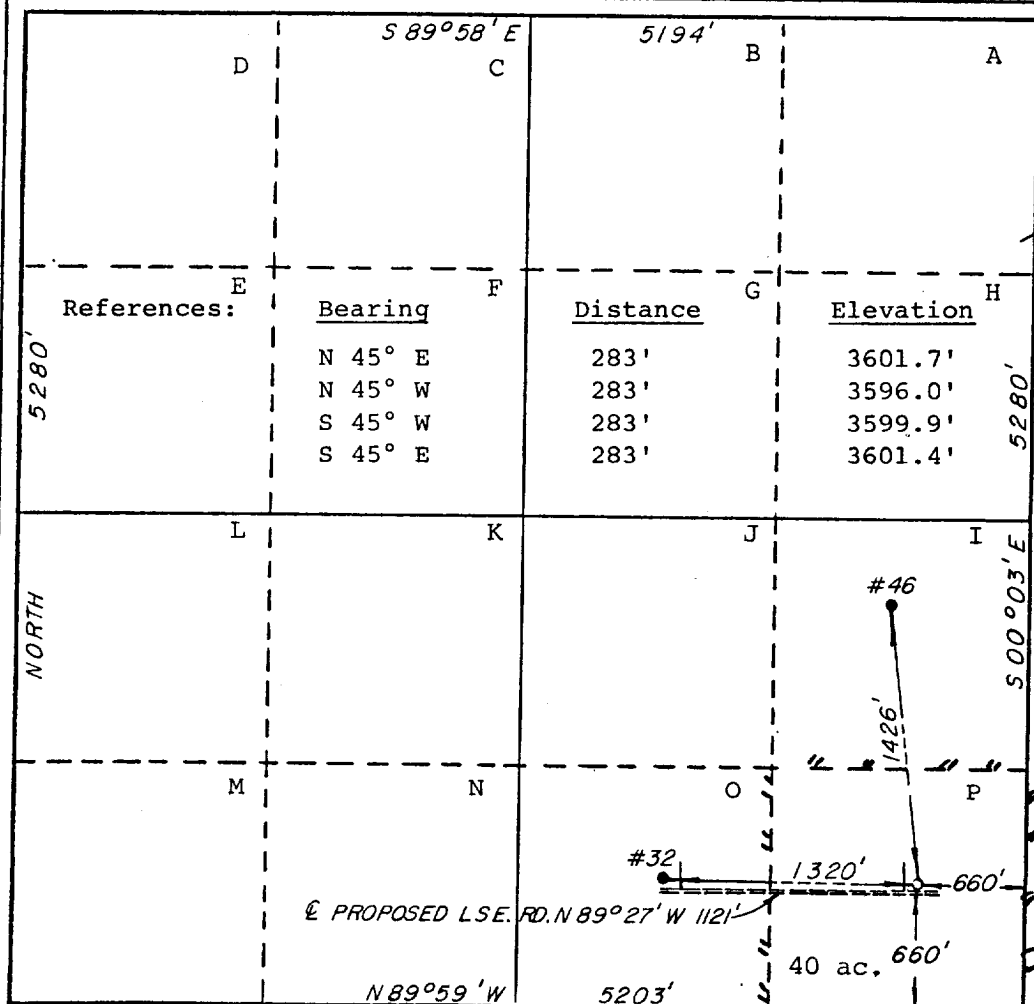 S 89°58' E 5194'
D C B A
E F G H
References: Bearing Distance Elevation
N 45° E 283' 3601.7'
N 45° W 283' 3596.0'
S 45° W 283' 3599.9'
S 45° E 283' 3601.4'
5280'
5280'
L K J I
#46
NORTH
S 00°03' E
1426'
M N O P
#32
1320'
660'
℄ PROPOSED LSE. RD. N 89°27' W 1121'
660'
40 ac.
N 89°59' W 5203'